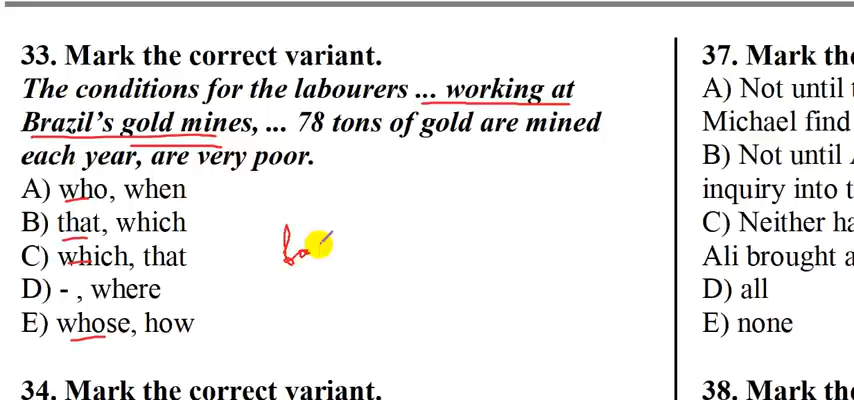 33. Mark the correct variant.
The conditions for the labourers ... working at
Brazil's gold mines, ... 78 tons of gold are mined
each year, are very poor.
A) who, when
B) that, which
C) which, that
D) - , where
E) whose, how
34. Mark the correct variant.
37. Mark the
A) Not until
Michael find
B) Not until
inquiry into
C) Neither
Ali brought a
D) all
E) none
38. Mark the